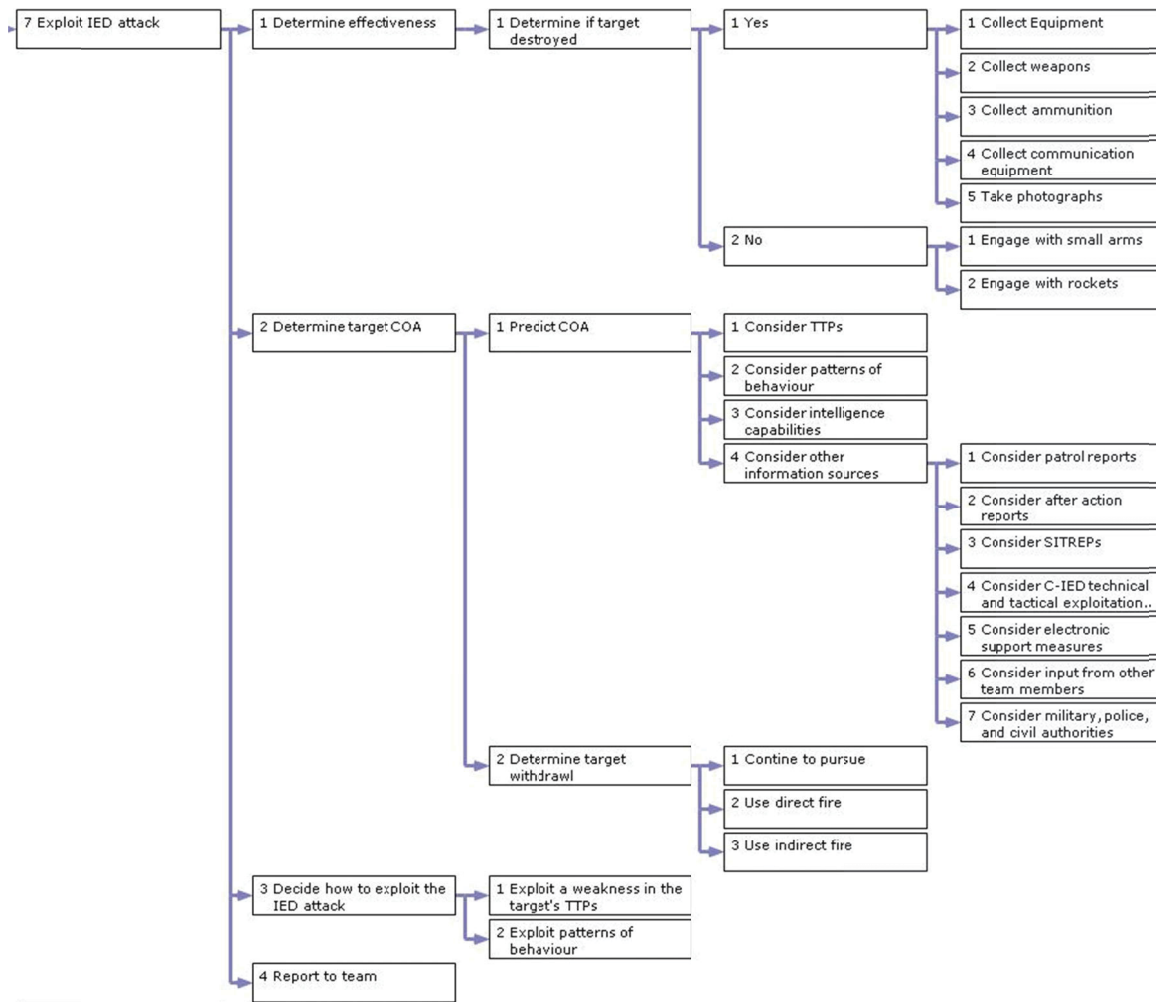 7 Exploit IED attack
1 Determine effectiveness
1 Determine if target
destroyed
1 Yes
1 Collect Equipment
2 Collect weapons
3 Collect ammunition
4 Collect communication
equipment
5 Take photographs
2 No
1 Engage with small arms
2 Engage with rockets
2 Determine target COA
1 Predict COA
1 Consider TTPs
2 Consider patterns of
behaviour
3 Consider intelligence
capabilities
4 Consider other
information sources
1 Consider patrol reports
2 Consider after action
reports
3 Consider SITREPs
4 Consider C-IED technical
and tactical exploitation..
5 Consider electronic
support measures
6 Consider input from other
team members
7 Consider military, police,
and civil authorities
2 Determine target
withdrawl
1 Contine to pursue
2 Use direct fire
3 Use indirect fire
3 Decide how to exploit the
IED attack
1 Exploit a weakness in the
target's TTPs
2 Exploit patterns of
behaviour
4 Report to team